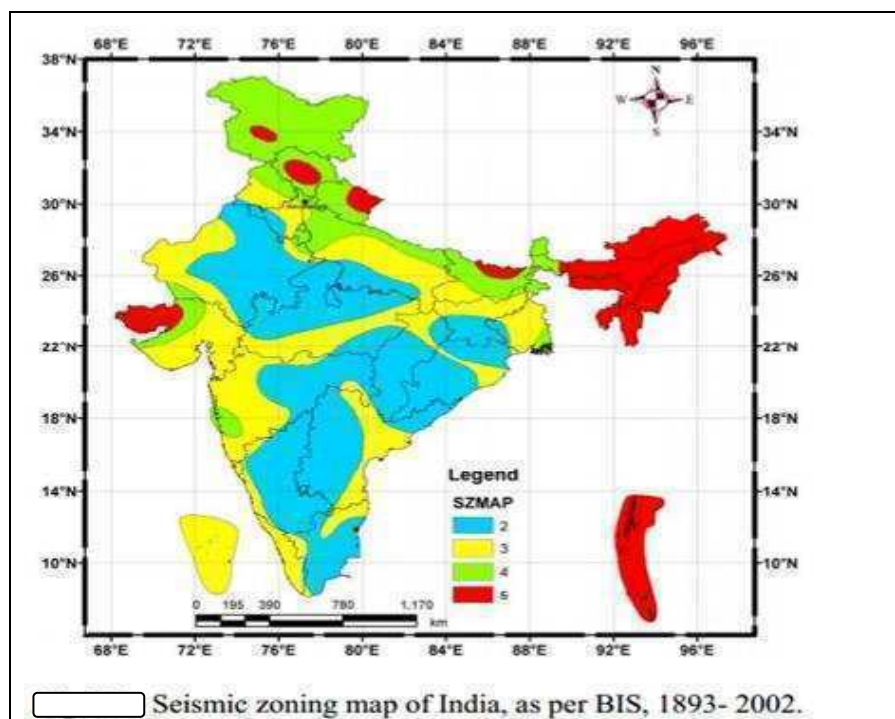 68°E 72°E 76°E 80°E 84°E 88°E 92°E 96°E
38°N
34°N 34°N
30°N 30°N
26°N 26°N
22°N 22°N
18°N 18°N
14°N 14°N
10°N 10°N
N
W E
S
Legend
SZMAP
2
3
4
5
0 195 390 780 1,170
km
68°E 72°E 76°E 80°E 84°E 88°E 92°E 96°E
Seismic zoning map of India, as per BIS, 1893- 2002.